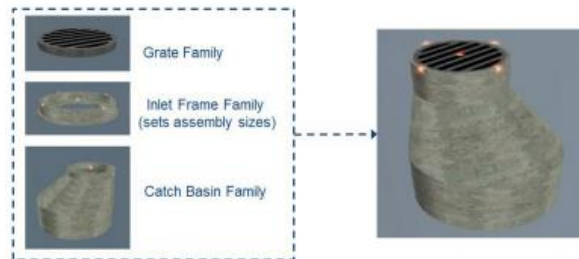 Grate Family
Inlet Frame Family
(sets assembly sizes)
Catch Basin Family